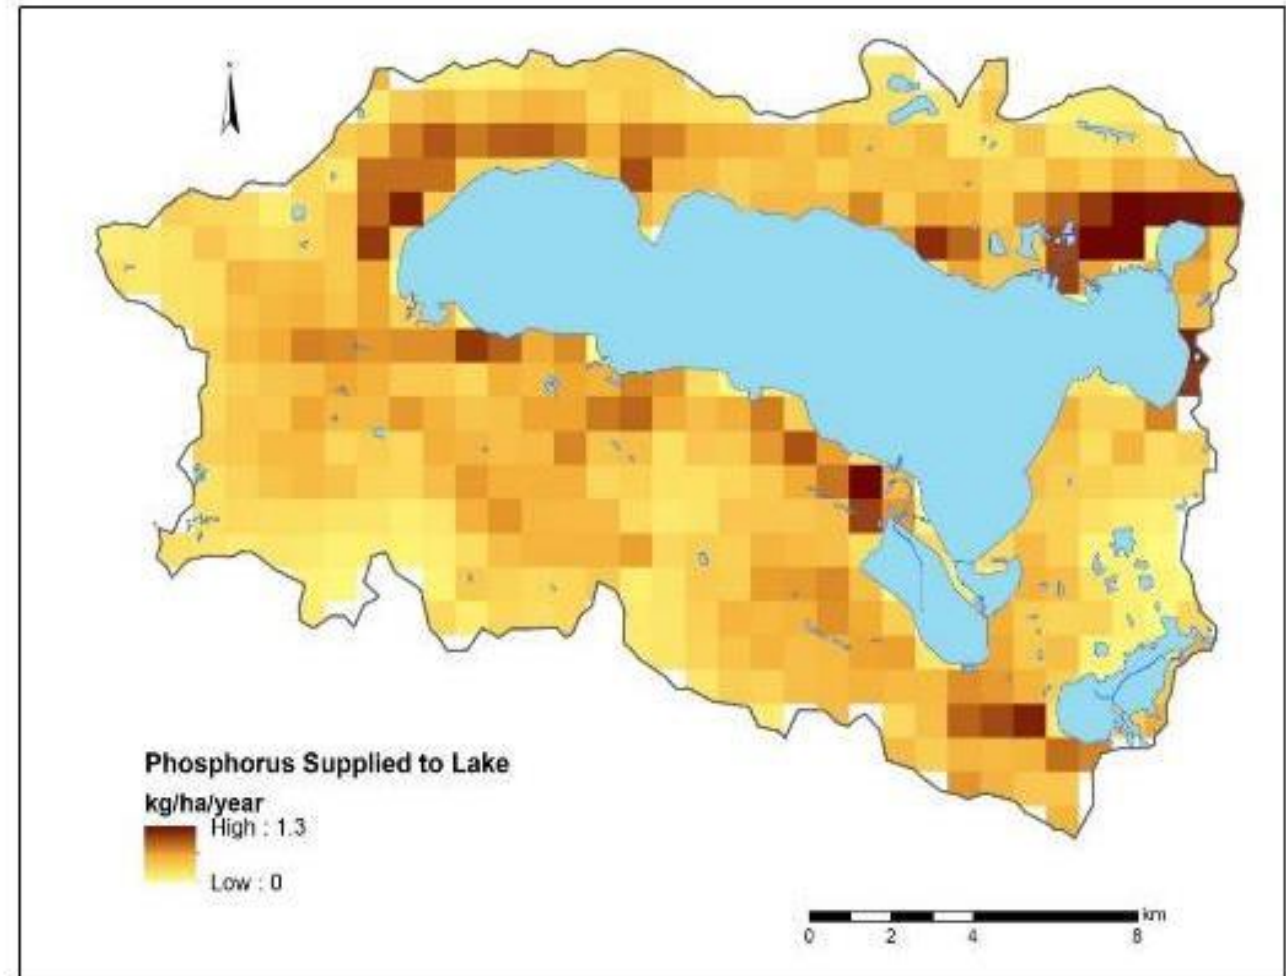 Phosphorus Supplied to Lake
kg/ha/year
High : 1.3
Low : 0
km
0 2 4 8